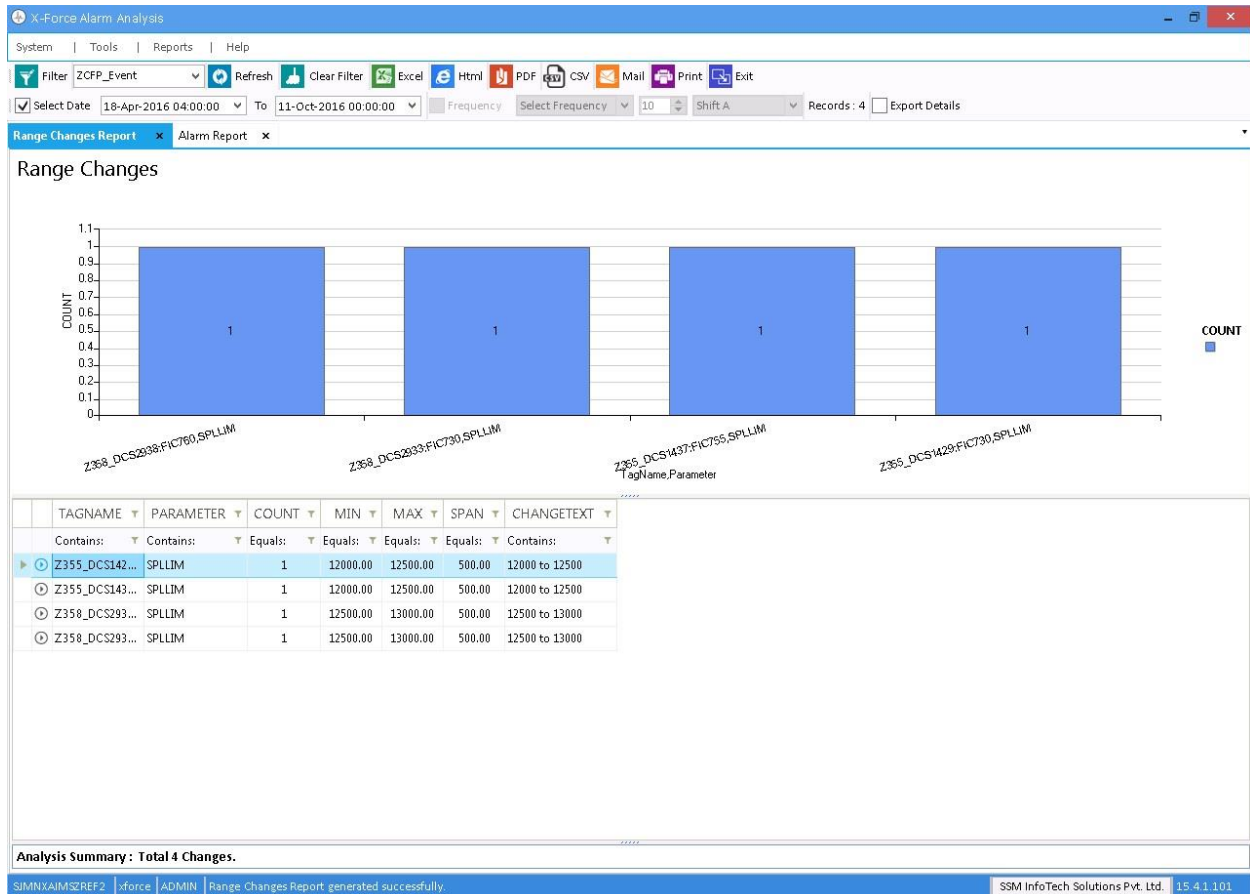 X-Force Alarm Analysis
System | Tools | Reports | Help
Filter ZCFP_Event Refresh Clear Filter Excel Html PDF CSV Mail Print Exit
Select Date 18-Apr-2016 04:00:00 To 11-Oct-2016 00:00:00 Frequency Select Frequency 10 Shift A Records : 4 Export Details
Range Changes Report x Alarm Report x
Range Changes
1.1
1
0.9
0.8
0.7
0.6
0.5
0.4
0.3
0.2
0.1
0
COUNT
1 1 1 1
COUNT
Z358_DCS2938:FIC760,SPLLIM Z358_DCS2933:FIC730,SPLLIM Z355_DCS1437:FIC755,SPLLIM Z355_DCS1429:FIC730,SPLLIM
TagName,Parameter
TAGNAME PARAMETER COUNT MIN MAX SPAN CHANGETEXT
Contains: Contains: Equals: Equals: Equals: Equals: Contains:
Z355_DCS142... SPLLIM 1 12000.00 12500.00 500.00 12000 to 12500
Z355_DCS143... SPLLIM 1 12000.00 12500.00 500.00 12000 to 12500
Z358_DCS293... SPLLIM 1 12500.00 13000.00 500.00 12500 to 13000
Z358_DCS293... SPLLIM 1 12500.00 13000.00 500.00 12500 to 13000
Analysis Summary : Total 4 Changes.
SJMNXAIMSZREF2 xforce ADMIN Range Changes Report generated successfully. SSM InfoTech Solutions Pvt. Ltd. 15.4.1.101